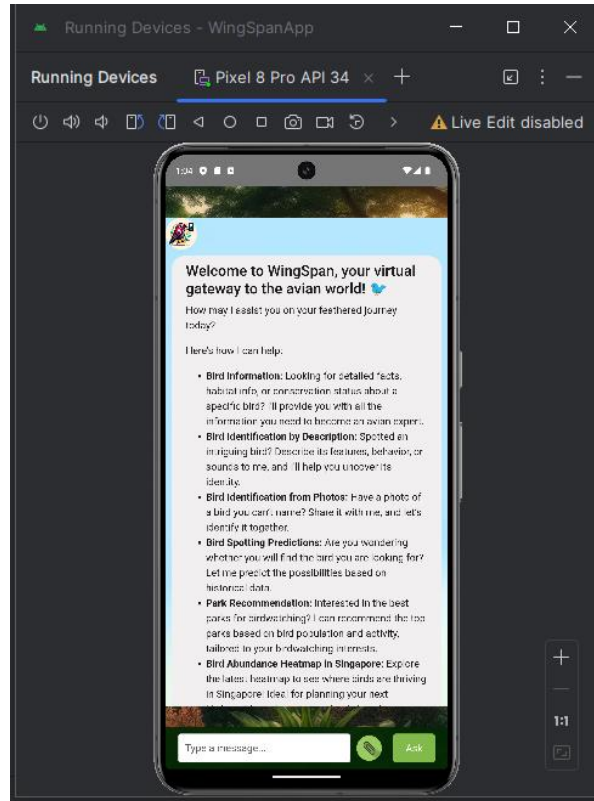 Running Devices - WingSpanApp
Running Devices
Pixel 8 Pro API 34
Live Edit disabled
1:04
Welcome to WingSpan, your virtual
gateway to the avian world! 🐦
How may I assist you on your feathered journey
today?
Here's how I can help:
• Bird Information: Looking for detailed facts,
habitat info, or conservation status about a
specific bird? I'll provide you with all the
information you need to become an avian expert.
• Bird Identification by Description: Spotted an
intriguing bird? Describe its features, behavior, or
sounds to me, and I'll help you uncover its
identity.
• Bird Identification from Photos: Have a photo of
a bird you can't name? Share it with me, and let's
identify it together.
• Bird Spotting Predictions: Are you wondering
whether you will find the bird you are looking for?
Let me predict the possibilities based on
historical data.
• Park Recommendation: Interested in the best
parks for birdwatching? I can recommend the top
parks based on bird population and activity,
tailored to your birdwatching interests.
• Bird Abundance Heatmap in Singapore: Explore
the latest heatmap to see where birds are thriving
in Singapore! Ideal for planning your next
Type a message...
Ask
1:1